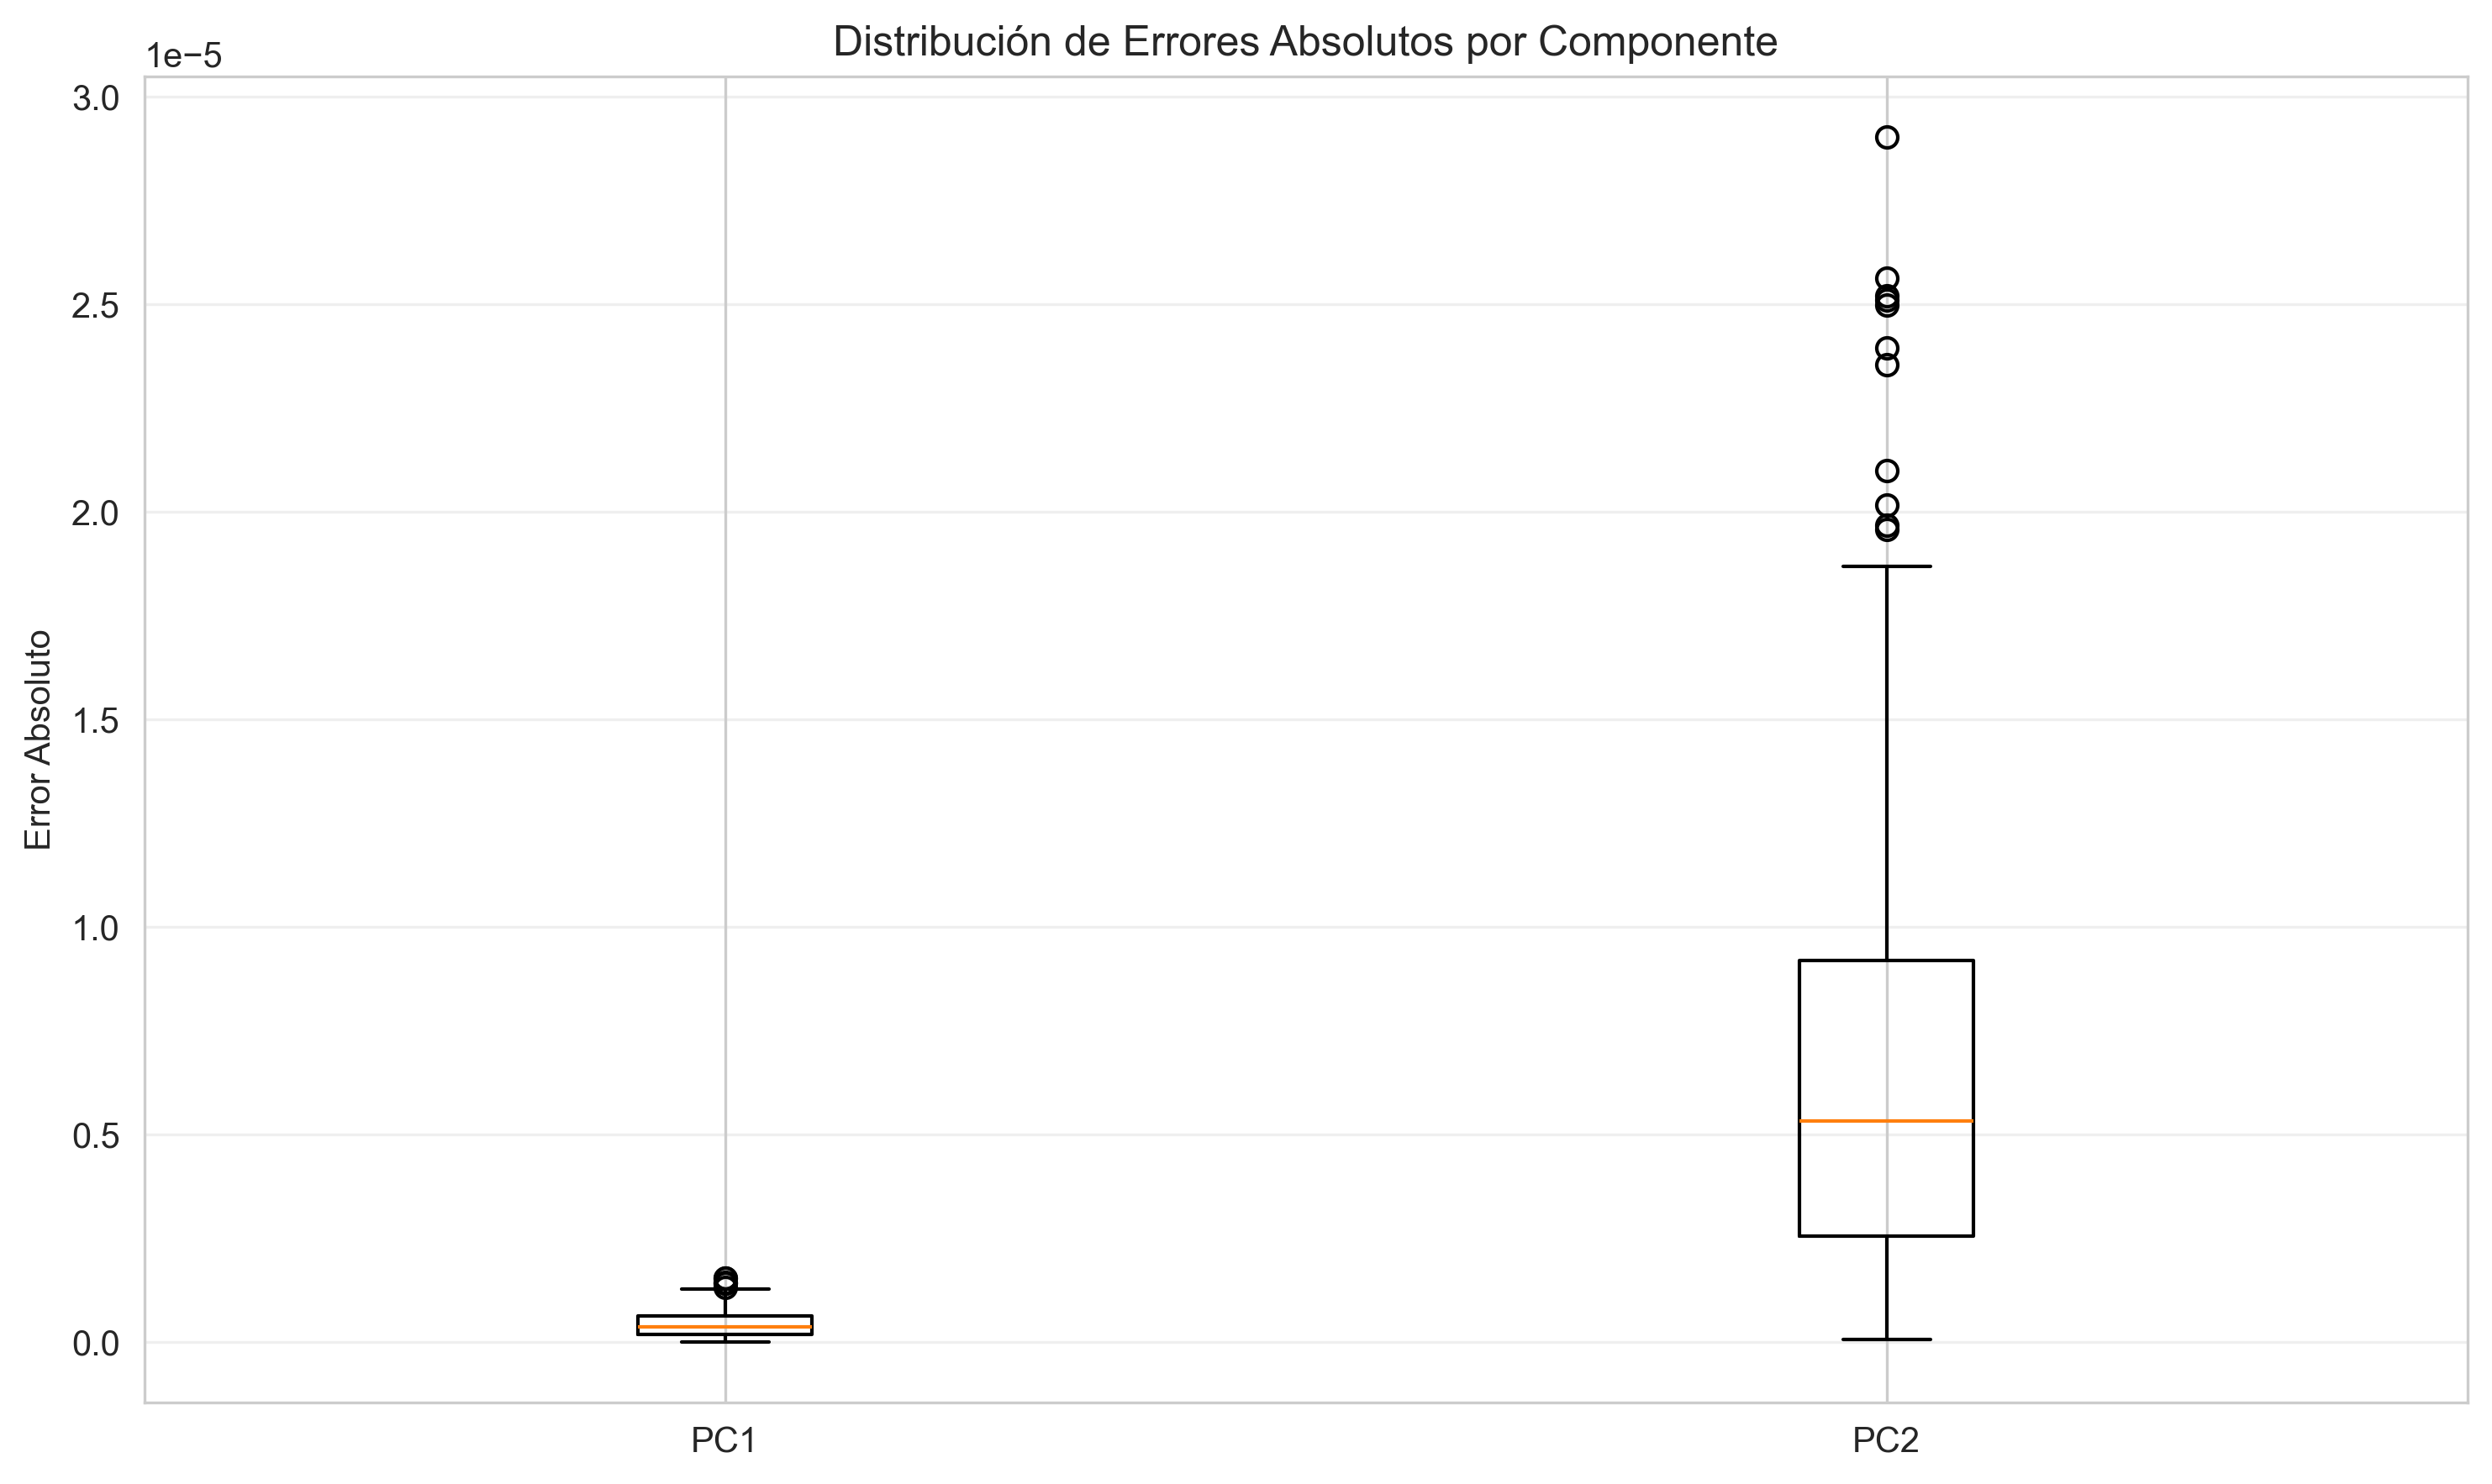 Distribución de Errores Absolutos por Componente
1e−5
3.0
2.5
2.0
1.5
1.0
0.5
0.0
Error Absoluto
PC1
PC2